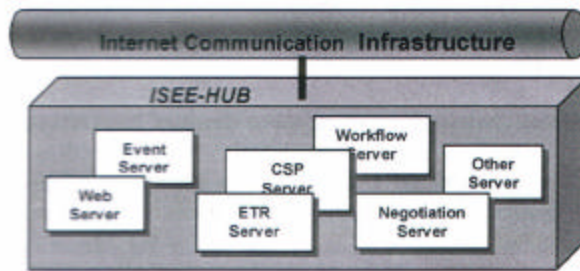 Internet Communication Infrastructure
ISEE-HUB
Event
Server
Web
Server
CSP
Server
Workflow
Server
Other
Server
ETR
Server
Negotiation
Server